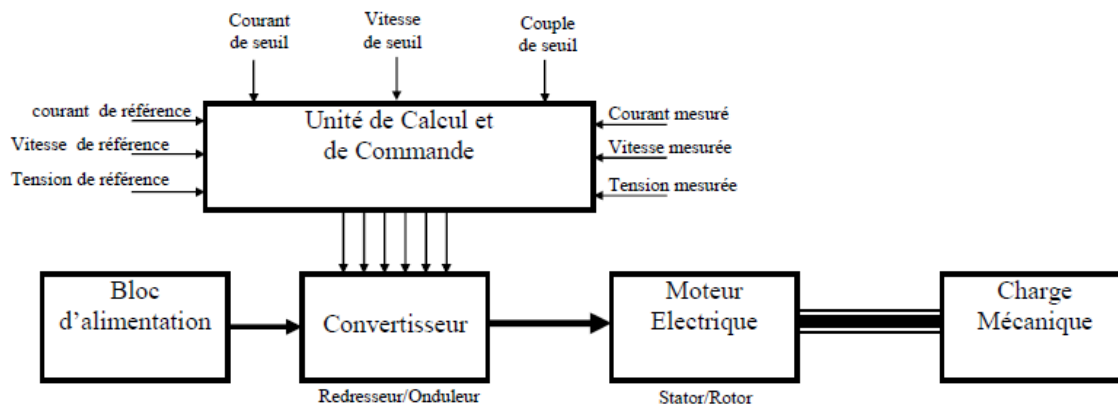 Courant
de seuil
Vitesse
de seuil
Couple
de seuil
courant de référence
Vitesse de référence
Tension de référence
Unité de Calcul et
de Commande
Courant mesuré
Vitesse mesurée
Tension mesurée
Bloc
d'alimentation
Convertisseur
Redresseur/Onduleur
Moteur
Electrique
Stator/Rotor
Charge
Mécanique